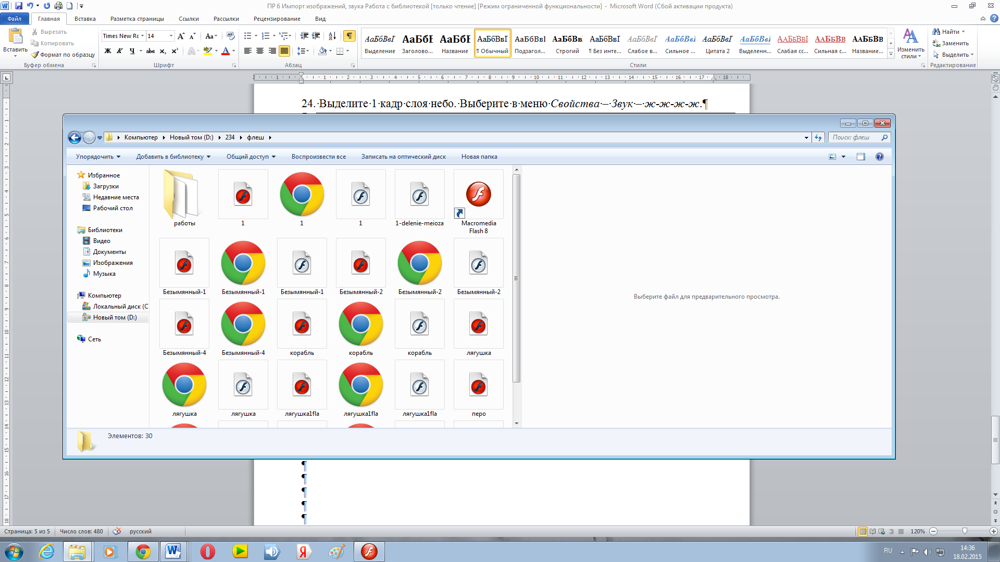 ПР 6 Импорт изображений, звука Работа с библиотекой [только чтение] [Режим ограниченной функциональности] - Microsoft Word (Сбой активации продукта)
Файл Главная Вставка Разметка страницы Ссылки Рассылки Рецензирование Вид
Вставить
Вырезать
Копировать
Формат по образцу
Буфер обмена
Times New Rc 14
Шрифт
Абзац
АаБбВвІ АаБбЕ АаБбЕ АаБбВвІ АаБбВвІ АаБбВв. АаБбВвІ АаБбВвІ АаБбВвІ АаБбВвІ АаБбВвІ АаБбВвІ АаБбВв АаБбВв
Выделение Заголово... Название ¶ Обычный Подзагол... Строгий ¶ Без инте... Слабое в... Сильное ... Цитата 2 Выделенн... Слабая сс... Сильная с... Название...
Стили
Изменить стили
Найти
Заменить
Выделить
Редактирование
24. Выделите 1 кадр слоя небо. Выберите в меню Свойства – Звук – ж-ж-ж-ж.¶
Компьютер Новый том (D:) 234 флеш
Поиск: флеш
Упорядочить Добавить в библиотеку Общий доступ Воспроизвести все Записать на оптический диск Новая папка
Избранное
Загрузки
Недавние места
Рабочий стол
Библиотеки
Видео
Документы
Изображения
Музыка
Компьютер
Локальный диск (C
Новый том (D:)
Сеть
работы 1 1 1 1-delenie-meioza Macromedia Flash 8
Безымянный-1 Безымянный-1 Безымянный-1 Безымянный-2 Безымянный-2 Безымянный-2
Безымянный-4 Безымянный-4 корабль корабль корабль лягушка
лягушка лягушка лягушка1fla лягушка1fla лягушка1fla перо
Выберите файл для предварительного просмотра.
Элементов: 30
¶
¶
¶
¶
¶
Страница: 5 из 5 Число слов: 480 русский
120%
RU
14:36
18.02.2015